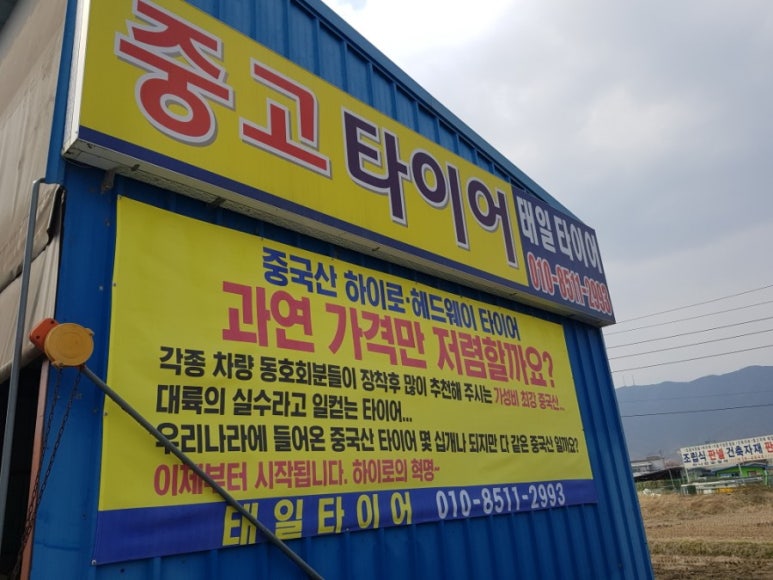 중고타이어
태일타이어
010-8511-2993
중국산 하이로·헤드웨이 타이어
과연 가격만 저렴할까요?
각종 차량 동호회분들이 장착후 많이 추천해 주시는 가성비 최강 중국산...
대륙의 실수라고 일컫는 타이어...
우리나라에 들어온 중국산 타이어 몇 십개나 되지만 다 같은 중국산 일까요?
이제부터 시작됩니다. 하이로의 혁명~
태일타이어 010-8511-2993
조립식 판넬 건축자재 판